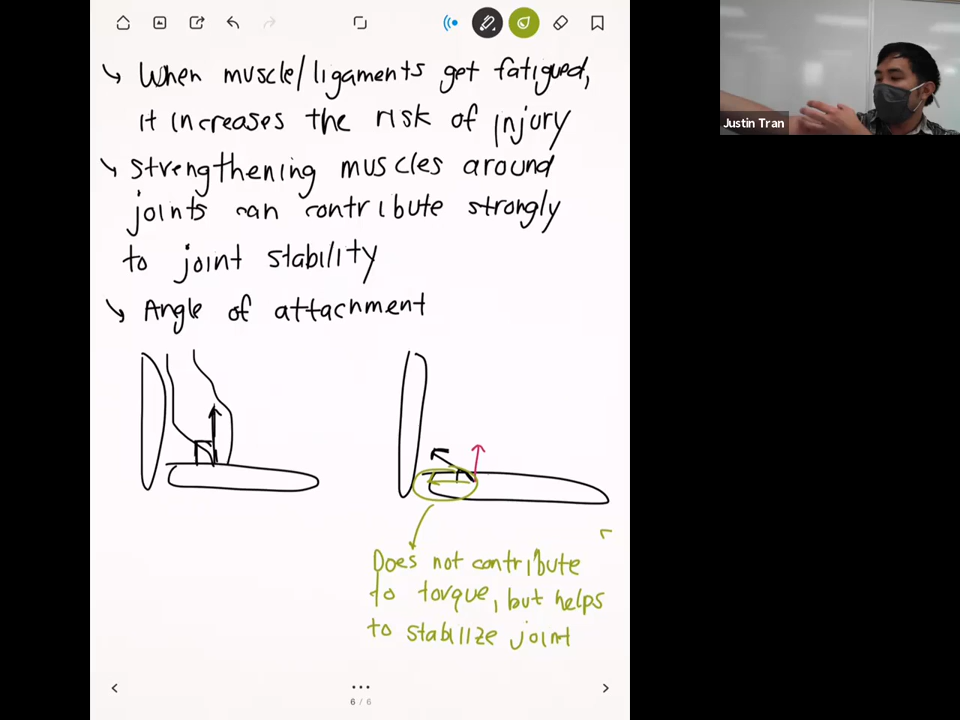 When muscle/ligaments get fatigued,
it increases the risk of injury
strengthening muscles around
joints can contribute strongly
to joint stability
Angle of attachment
Does not contribute
to torque, but helps
to stabilize joint
6 / 6
Justin Tran